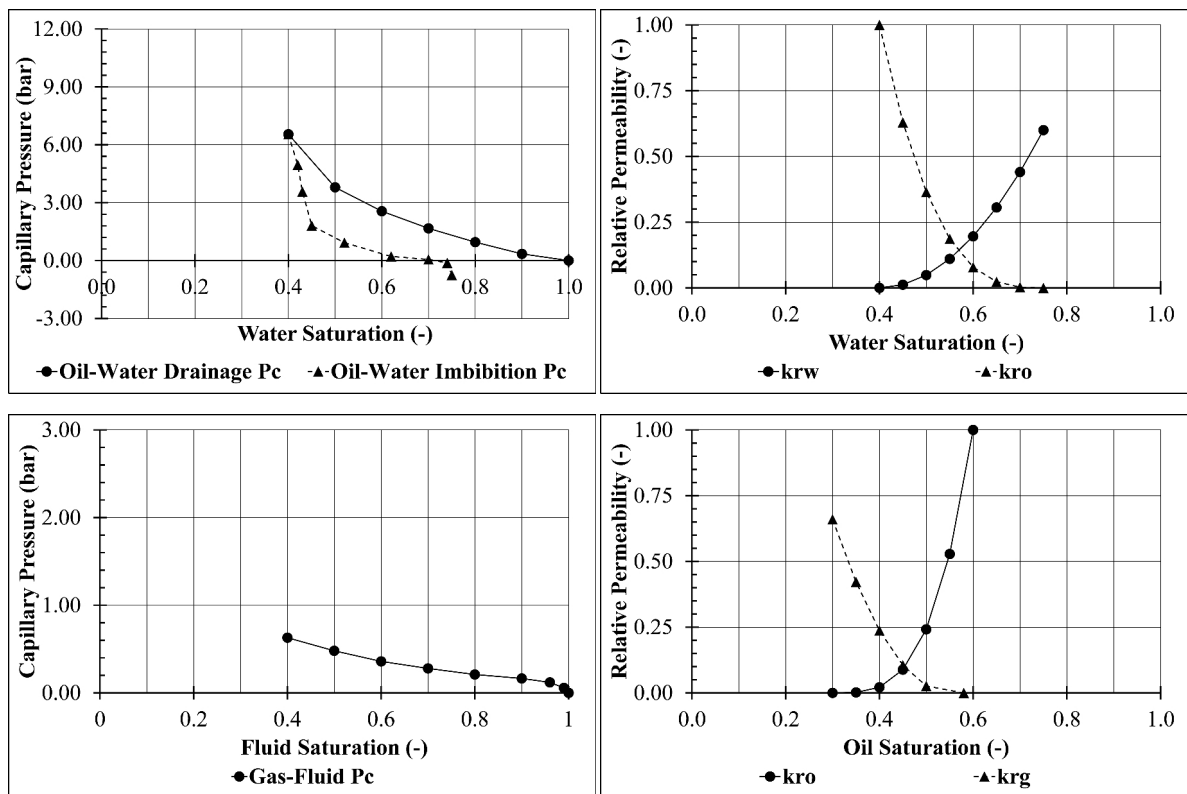 Capillary Pressure (bar)
12.00
9.00
6.00
3.00
0.00
-3.00
0.0
0.2
0.4
0.6
0.8
1.0
Water Saturation (-)
Oil-Water Drainage Pc
Oil-Water Imbibition Pc
Relative Permeability (-)
1.00
0.75
0.50
0.25
0.00
0.0
0.2
0.4
0.6
0.8
1.0
Water Saturation (-)
krw
kro
Capillary Pressure (bar)
3.00
2.00
1.00
0.00
0
0.2
0.4
0.6
0.8
1
Fluid Saturation (-)
Gas-Fluid Pc
Relative Permeability (-)
1.00
0.75
0.50
0.25
0.00
0.0
0.2
0.4
0.6
0.8
1.0
Oil Saturation (-)
kro
krg